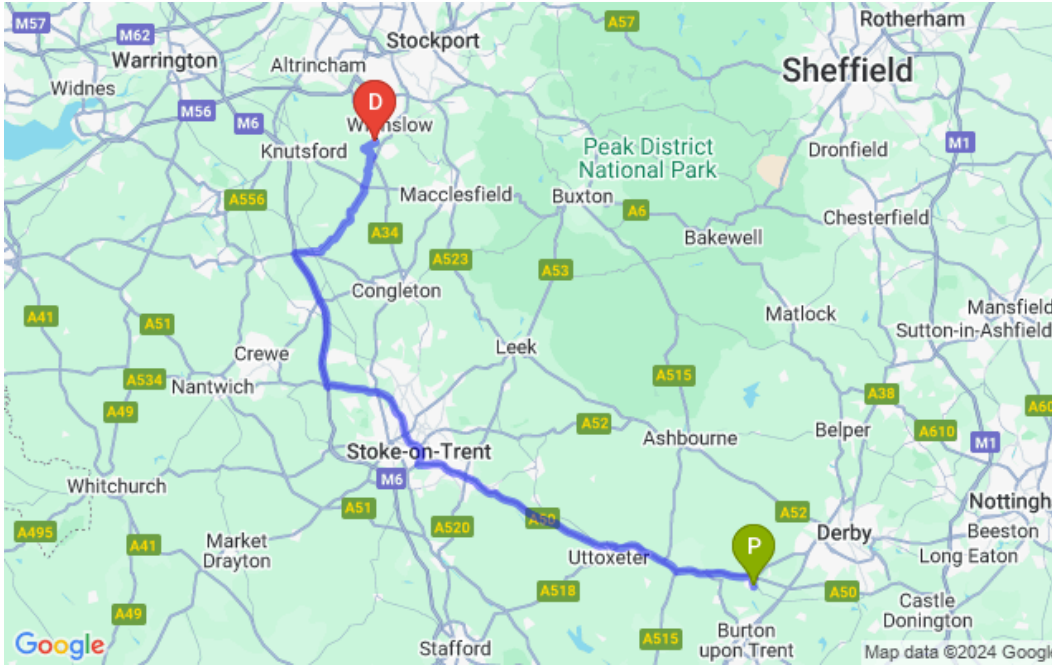 M57
M62
Warrington
Widnes
M56
Altrincham
Stockport
A57
Rotherham
Sheffield
D
M6
Knutsford
Macclesfield
Peak District
National Park
Buxton
Dronfield
M1
A556
A34
A6
Chesterfield
Bakewell
A523
A53
Congleton
Matlock
Mansfield
Sutton-in-Ashfield
A41
A51
Crewe
Leek
A534
Nantwich
A515
A38
A49
A52
Ashbourne
Belper
A610
M1
Stoke-on-Trent
M6
Whitchurch
A51
A520
A50
Nottingh
A495
A41
Market
Drayton
Uttoxeter
P
A52
Derby
Beeston
Long Eaton
A518
A50
Castle
Donington
A49
Stafford
A515
Burton
upon Trent
Google
Map data ©2024 Google